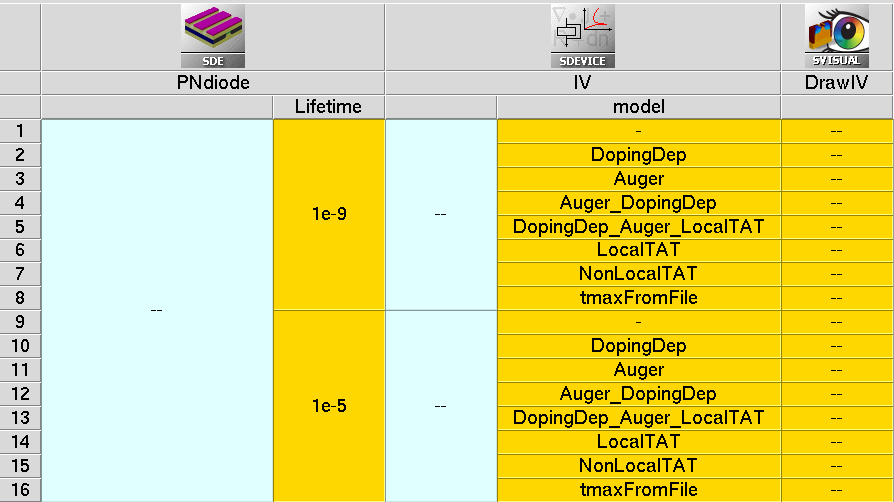 SDE SDEVICE SVISUAL
PNdiode IV DrawIV
Lifetime model
1 -- 1e-9 -- - --
2 DopingDep --
3 Auger --
4 Auger_DopingDep --
5 DopingDep_Auger_LocalTAT --
6 LocalTAT --
7 NonLocalTAT --
8 tmaxFromFile --
9 1e-5 -- - --
10 DopingDep --
11 Auger --
12 Auger_DopingDep --
13 DopingDep_Auger_LocalTAT --
14 LocalTAT --
15 NonLocalTAT --
16 tmaxFromFile --